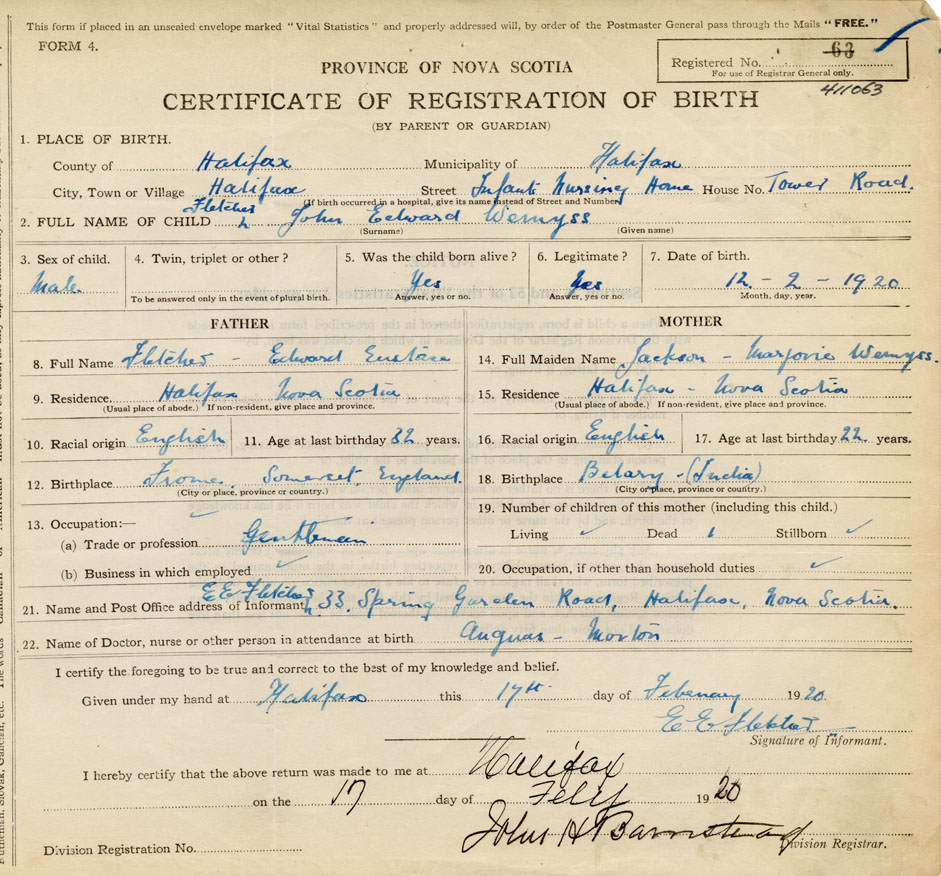 This form if placed in an unsealed envelope marked "Vital Statistics" and properly addressed will, by order of the Postmaster General pass through the Mails "FREE."
FORM 4.
Registered No. 63
For use of Registrar General only.
411063
PROVINCE OF NOVA SCOTIA
CERTIFICATE OF REGISTRATION OF BIRTH
(BY PARENT OR GUARDIAN)
1. PLACE OF BIRTH.
County of Halifax Municipality of Halifax
City, Town or Village Halifax Street Infants Nursing Home House No. Tower Road.
(If birth occurred in a hospital, give its name instead of Street and Number)
Fletcher
2. FULL NAME OF CHILD John Edward Wemyss
(Surname) (Given name)
3. Sex of child. 4. Twin, triplet or other? 5. Was the child born alive? 6. Legitimate? 7. Date of birth.
Male. Yes Yes 12 - 2 - 1920
To be answered only in the event of plural birth. Answer, yes or no. Answer, yes or no. Month, day, year.
FATHER MOTHER
8. Full Name Fletcher - Edward Eustace 14. Full Maiden Name Jackson - Marjorie Wemyss.
9. Residence. Halifax Nova Scotia 15. Residence Halifax - Nova Scotia
(Usual place of abode.) If non-resident, give place and province. (Usual place of abode.) If non-resident, give place and province.
10. Racial origin English 11. Age at last birthday 32 years. 16. Racial origin English 17. Age at last birthday 22. years.
12. Birthplace Frome. Somerset, England. 18. Birthplace Belary - (India)
(City or place, province or country.) (City or place, province or country.)
13. Occupation:— 19. Number of children of this mother (including this child.)
(a) Trade or profession Gentleman Living Dead Stillborn
(b) Business in which employed 20. Occupation, if other than household duties
21. Name and Post Office address of Informant E E Fletcher 33. Spring Garden Road, Halifax, Nova Scotia.
22. Name of Doctor, nurse or other person in attendance at birth Anguas - Morton
I certify the foregoing to be true and correct to the best of my knowledge and belief.
Given under my hand at Halifax this 17th day of February 1920.
E E Fletcher
Signature of Informant.
I hereby certify that the above return was made to me at Halifax
on the 17 day of Feby 1920
John H Barnstead
Division Registration No. Division Registrar.